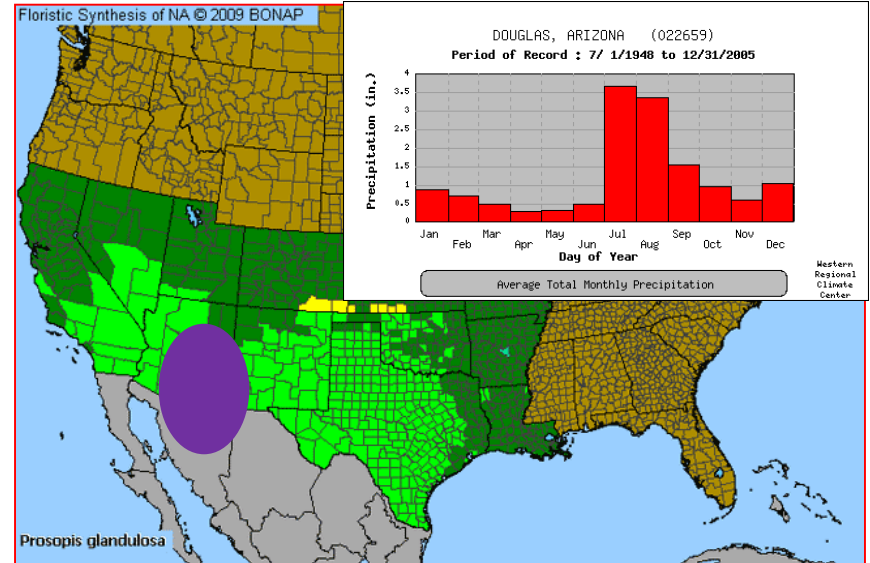 Floristic Synthesis of NA © 2009 BONAP
DOUGLAS, ARIZONA (022659)
Period of Record : 7/ 1/1948 to 12/31/2005
Precipitation (in.)
4
3.5
3
2.5
2
1.5
1
0.5
0
Jan
Feb
Mar
Apr
May
Jun
Jul
Aug
Sep
Oct
Nov
Dec
Day of Year
Average Total Monthly Precipitation
Western
Regional
Climate
Center
Prosopis glandulosa